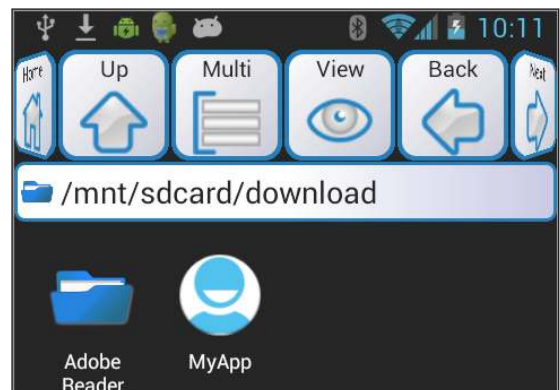 10:11
Home Up Multi View Back Next
/mnt/sdcard/download
Adobe MyApp
Reader